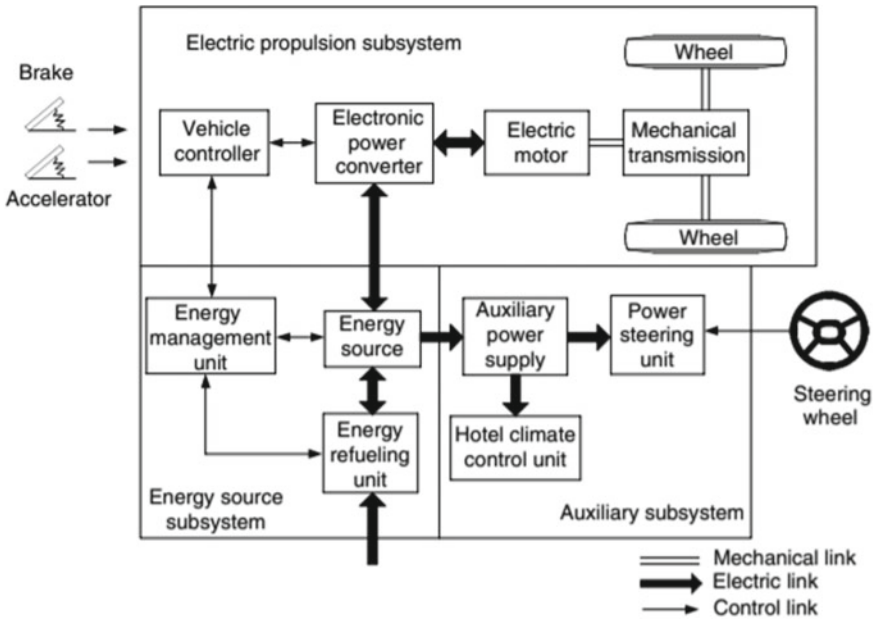 Electric propulsion subsystem
Brake
Accelerator
Vehicle
controller
Electronic
power
converter
Electric
motor
Mechanical
transmission
Wheel
Wheel
Energy
management
unit
Energy
source
Auxiliary
power
supply
Power
steering
unit
Steering
wheel
Energy
refueling
unit
Hotel climate
control unit
Energy source
subsystem
Auxiliary subsystem
Mechanical link
Electric link
Control link